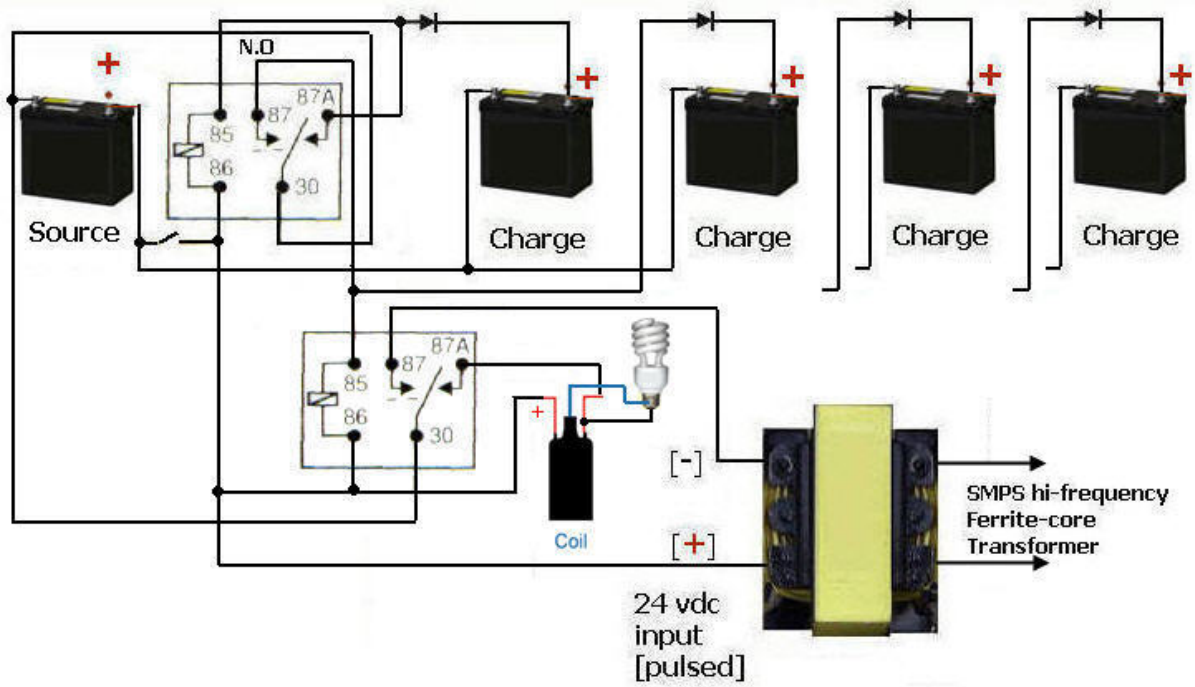 +
N.O
+
+
+
+
87A
87
85
86
30
Source
Charge
Charge
Charge
Charge
87A
87
85
86
30
+
[-]
SMPS hi-frequency
Ferrite-core
Transformer
Coil
[+]
24 vdc
input
[pulsed]